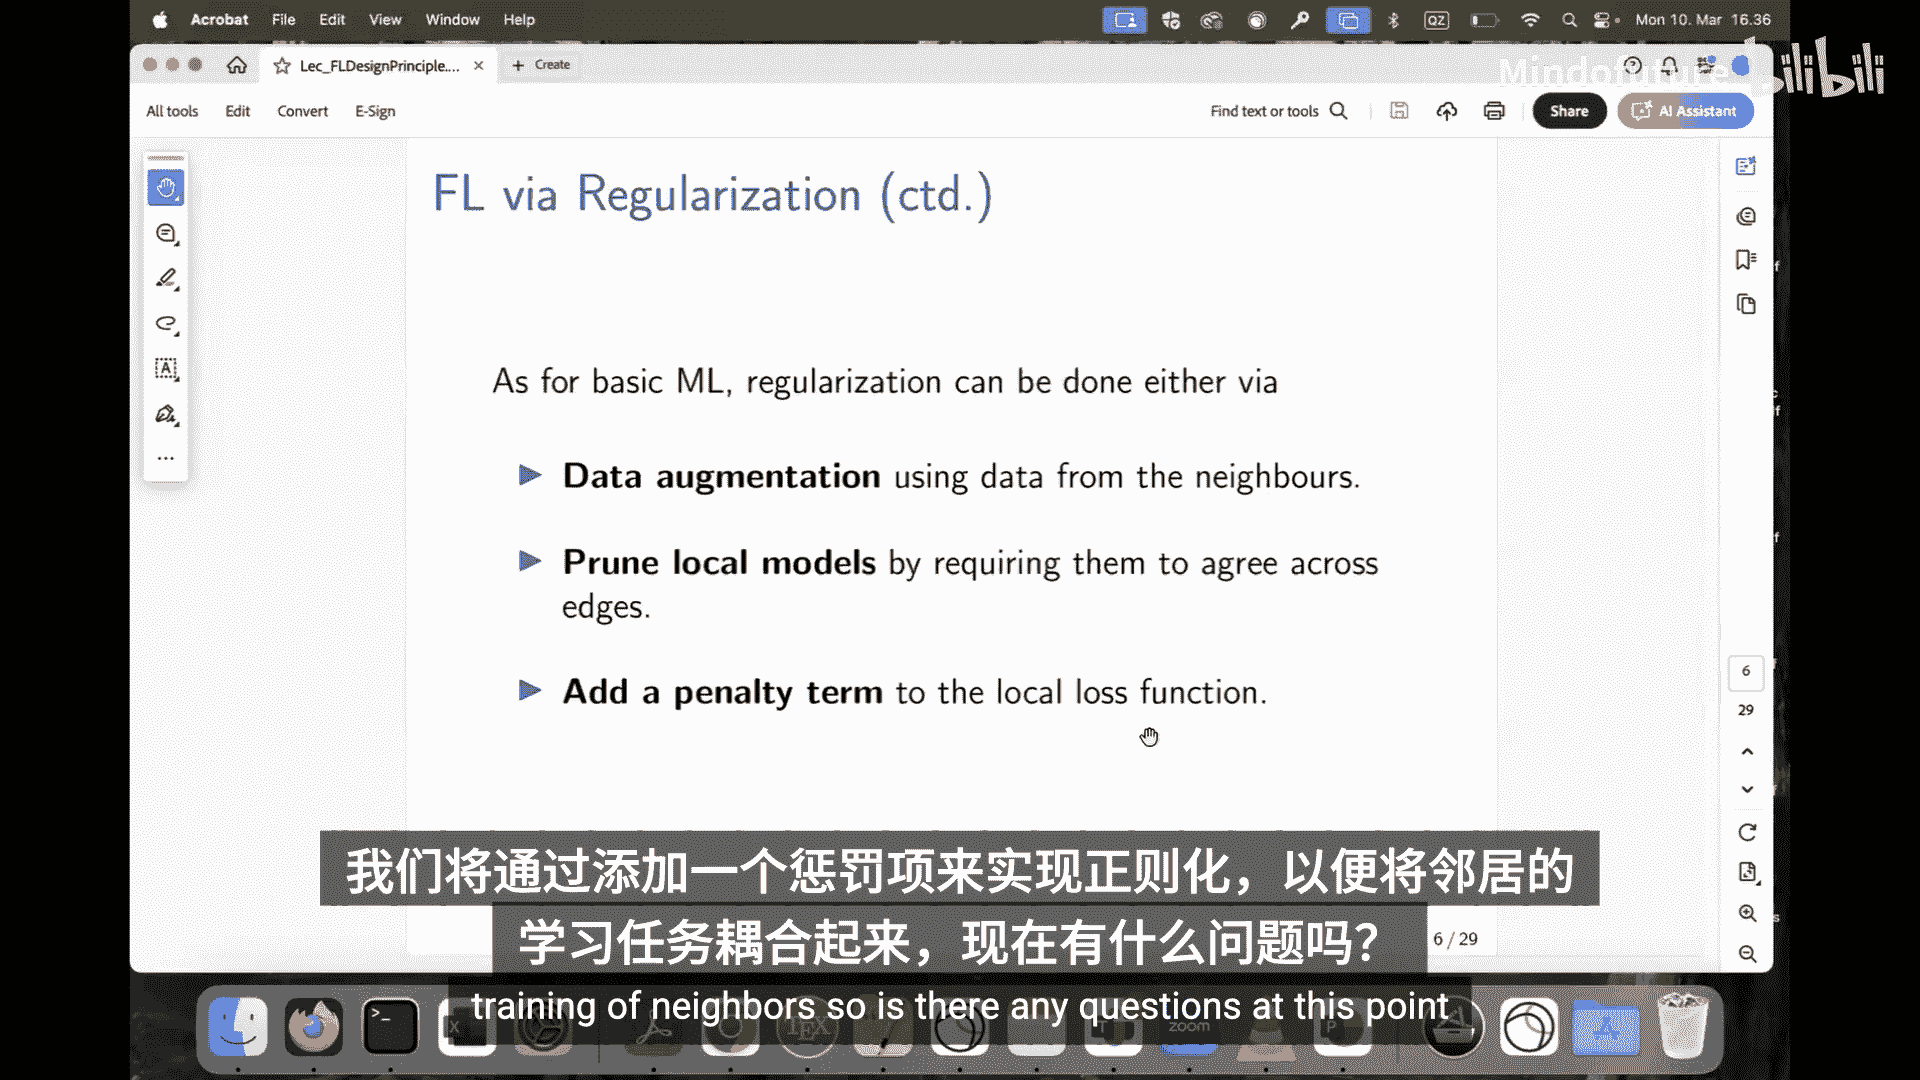 Acrobat File Edit View Window Help
QZ
Mon 10. Mar 16.36
Lec_FLDesignPrinciple....
Create
Mindofuture
bilibili
All tools Edit Convert E-Sign
Find text or tools
Share
AI Assistant
FL via Regularization (ctd.)
As for basic ML, regularization can be done either via
Data augmentation using data from the neighbours.
Prune local models by requiring them to agree across
edges.
Add a penalty term to the local loss function.
6
29
6 / 29
我们将通过添加一个惩罚项来实现正则化，以便将邻居的
学习任务耦合起来，现在有什么问题吗？
training of neighbors so is there any questions at this point
zoom